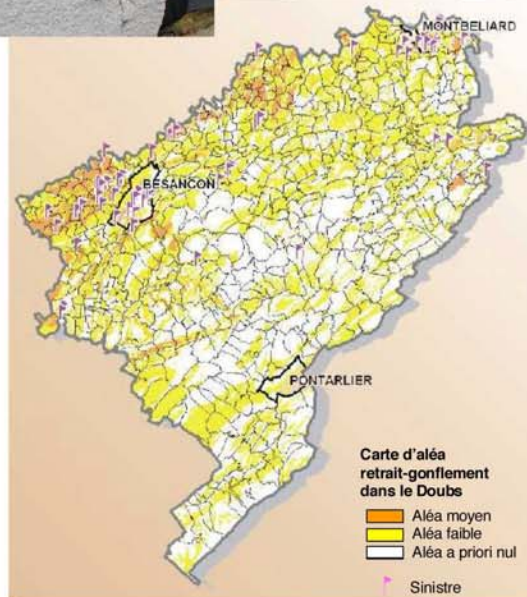 MONTBELIARD
BESANCON
PONTARLIER
Carte d'aléa
retrait-gonflement
dans le Doubs
Aléa moyen
Aléa faible
Aléa a priori nul
Sinistre